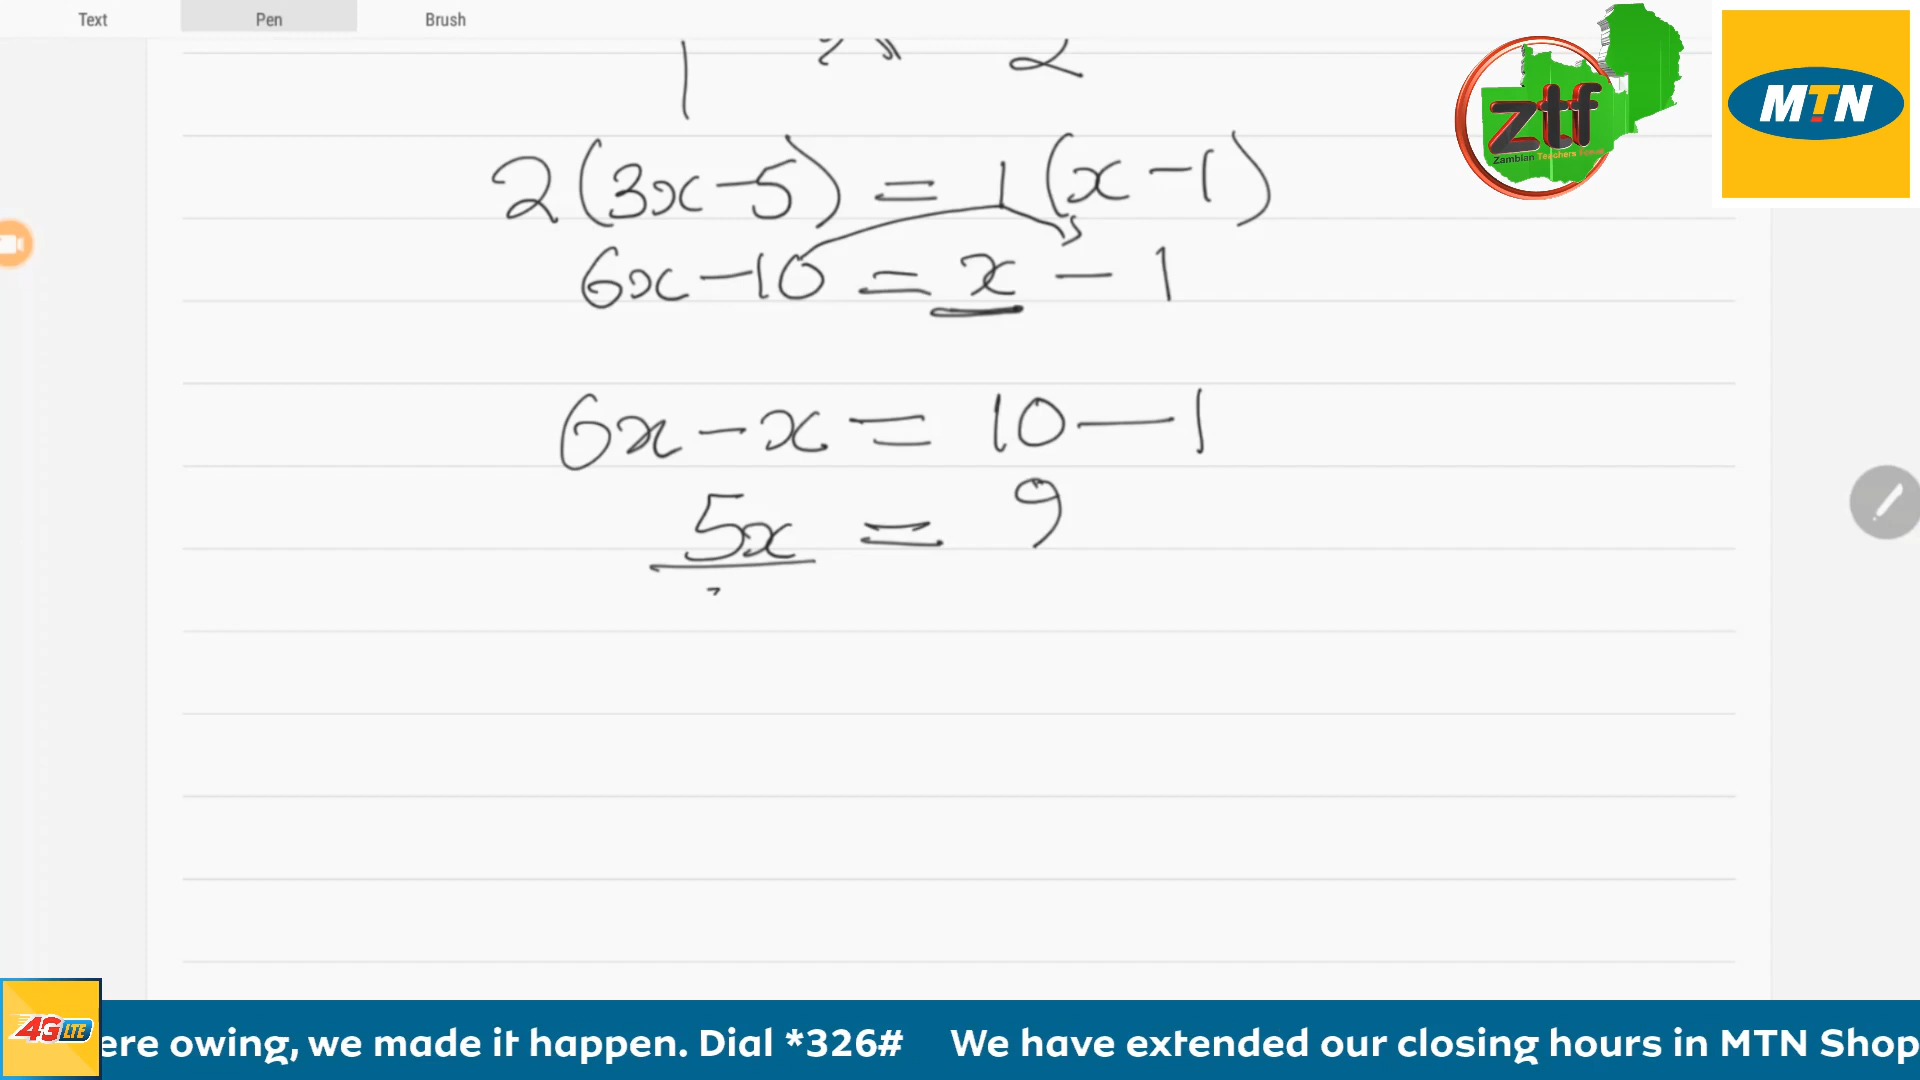 Text Pen Brush
ztf
Zambian Teachers Forum
MTN
2(3x-5) = 1(x-1)
6x-10 = x - 1
6x-x = 10-1
5x = 9
4G LTE
ere owing, we made it happen. Dial *326# We have extended our closing hours in MTN Shop